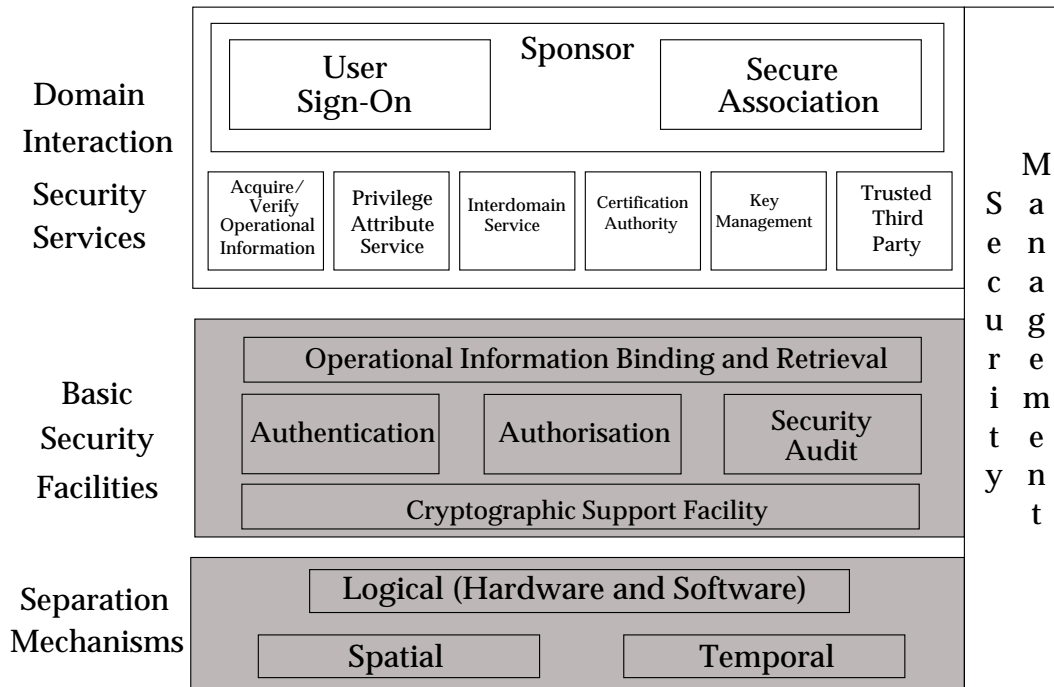 Domain
Interaction
Security
Services
Sponsor
User
Sign-On
Secure
Association
Acquire/
Verify
Operational
Information
Privilege
Attribute
Service
Interdomain
Service
Certification
Authority
Key
Management
Trusted
Third
Party
Basic
Security
Facilities
Operational Information Binding and Retrieval
Authentication
Authorisation
Security
Audit
Cryptographic Support Facility
Separation
Mechanisms
Logical (Hardware and Software)
Spatial
Temporal
Security
Management